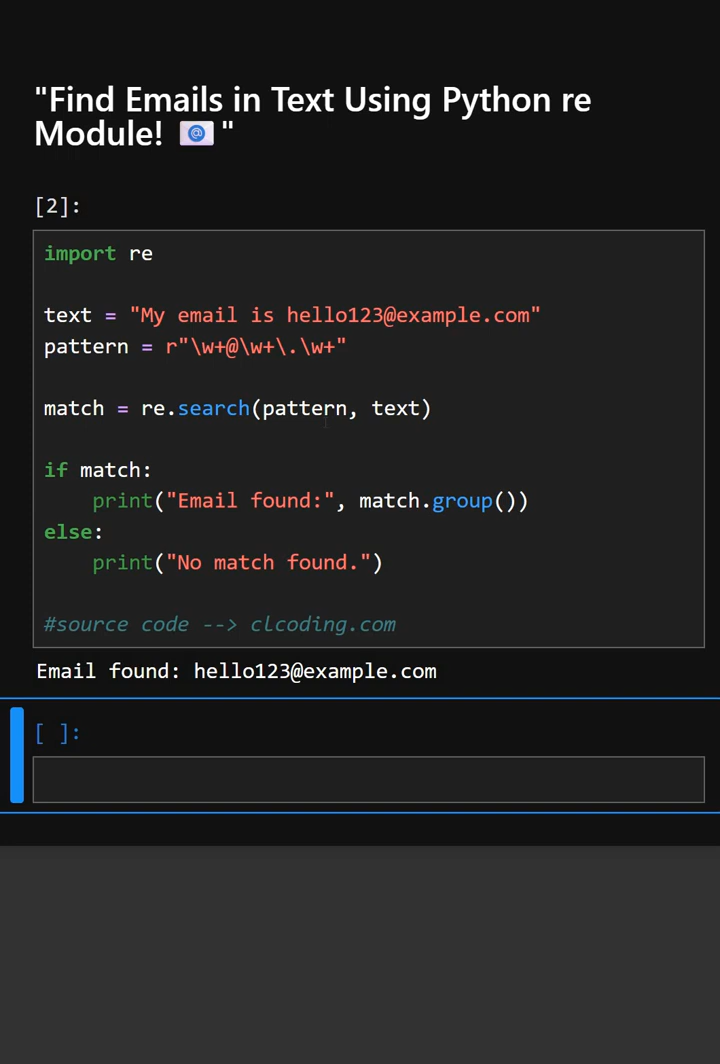 "Find Emails in Text Using Python re
Module! 📧 "
[2]:
import re
text = "My email is hello123@example.com"
pattern = r"\w+@\w+\.\w+"
match = re.search(pattern, text)
if match:
    print("Email found:", match.group())
else:
    print("No match found.")
#source code --> clcoding.com
Email found: hello123@example.com
[ ]: